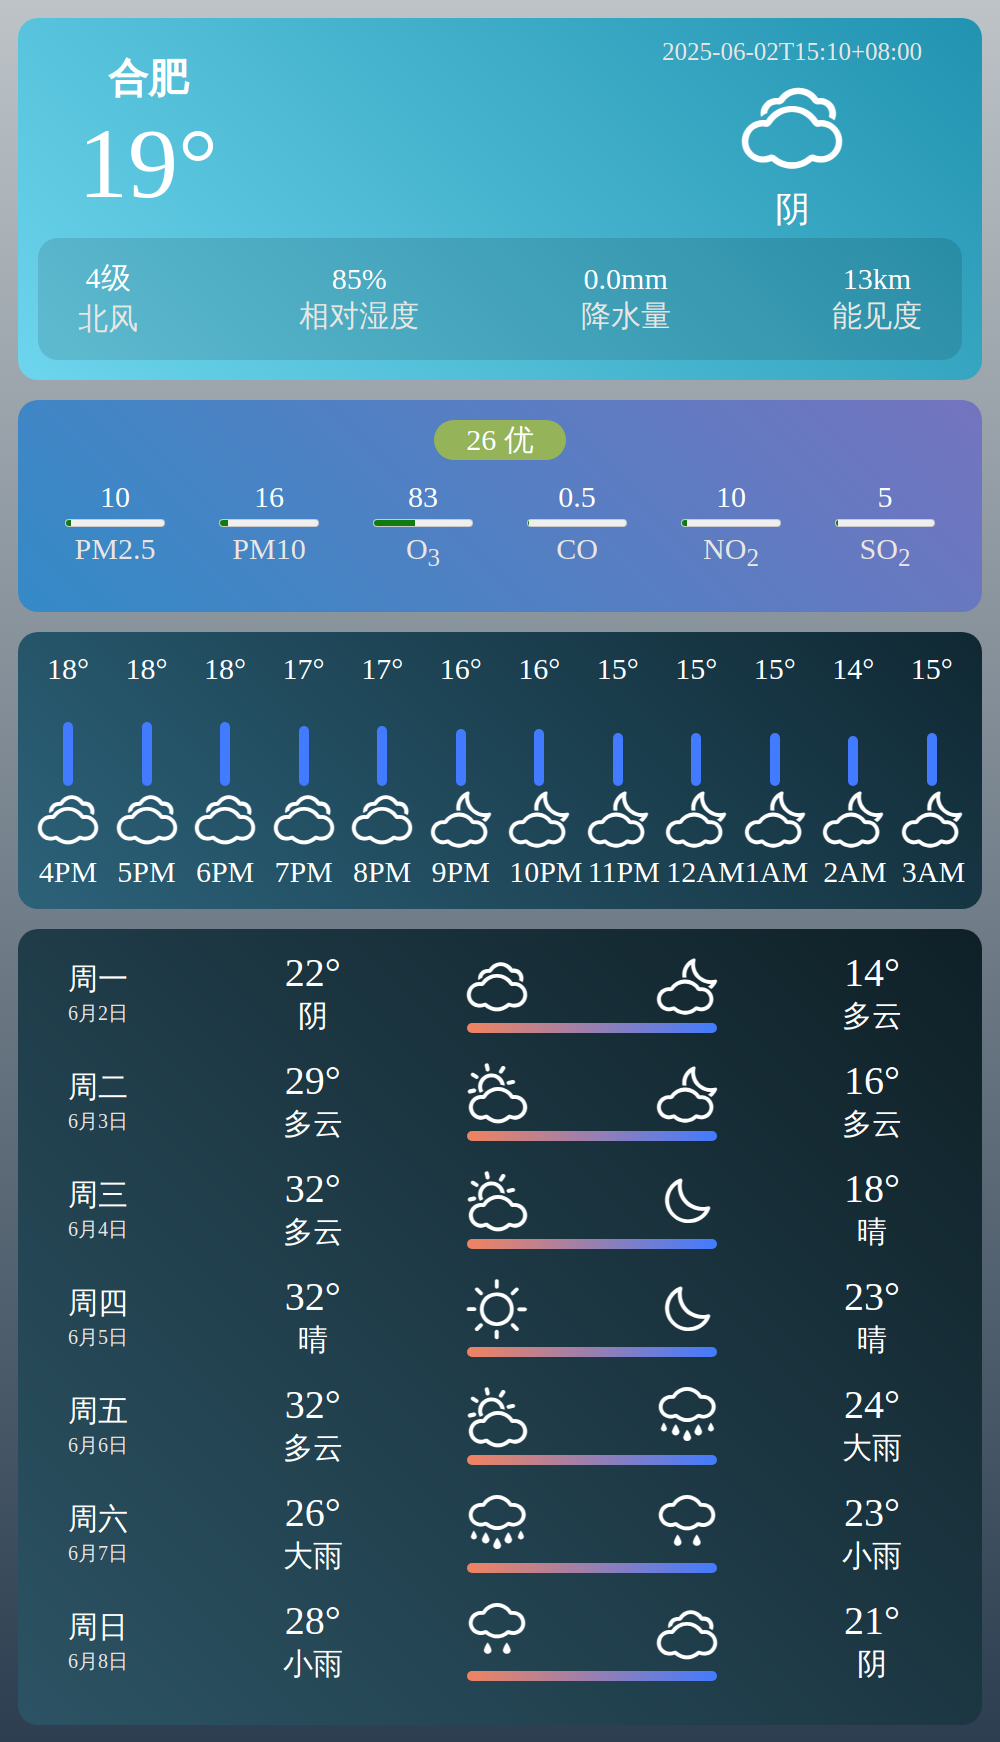 合肥
2025-06-02T15:10+08:00
19°
阴
4级 85% 0.0mm 13km
北风 相对湿度 降水量 能见度
26 优
10 16 83 0.5 10 5
PM2.5 PM10 O3 CO NO2 SO2
18° 18° 18° 17° 17° 16° 16° 15° 15° 15° 14° 15°
4PM 5PM 6PM 7PM 8PM 9PM 10PM 11PM 12AM 1AM 2AM 3AM
周一 22° 14°
6月2日 阴 多云
周二 29° 16°
6月3日 多云 多云
周三 32° 18°
6月4日 多云 晴
周四 32° 23°
6月5日 晴 晴
周五 32° 24°
6月6日 多云 大雨
周六 26° 23°
6月7日 大雨 小雨
周日 28° 21°
6月8日 小雨 阴